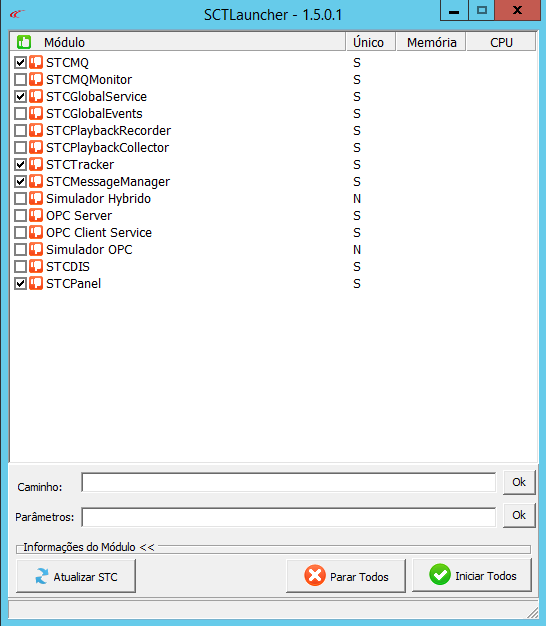 SCTLauncher - 1.5.0.1
Módulo Único Memória CPU
STCMQ S
STCMQMonitor S
STCGlobalService S
STCGlobalEvents S
STCPlaybackRecorder S
STCPlaybackCollector S
STCTracker S
STCMessageManager S
Simulador Hybrido N
OPC Server S
OPC Client Service S
Simulador OPC N
STCDIS S
STCPanel S
Caminho: Ok
Parâmetros: Ok
Informações do Módulo <<
Atualizar STC Parar Todos Iniciar Todos